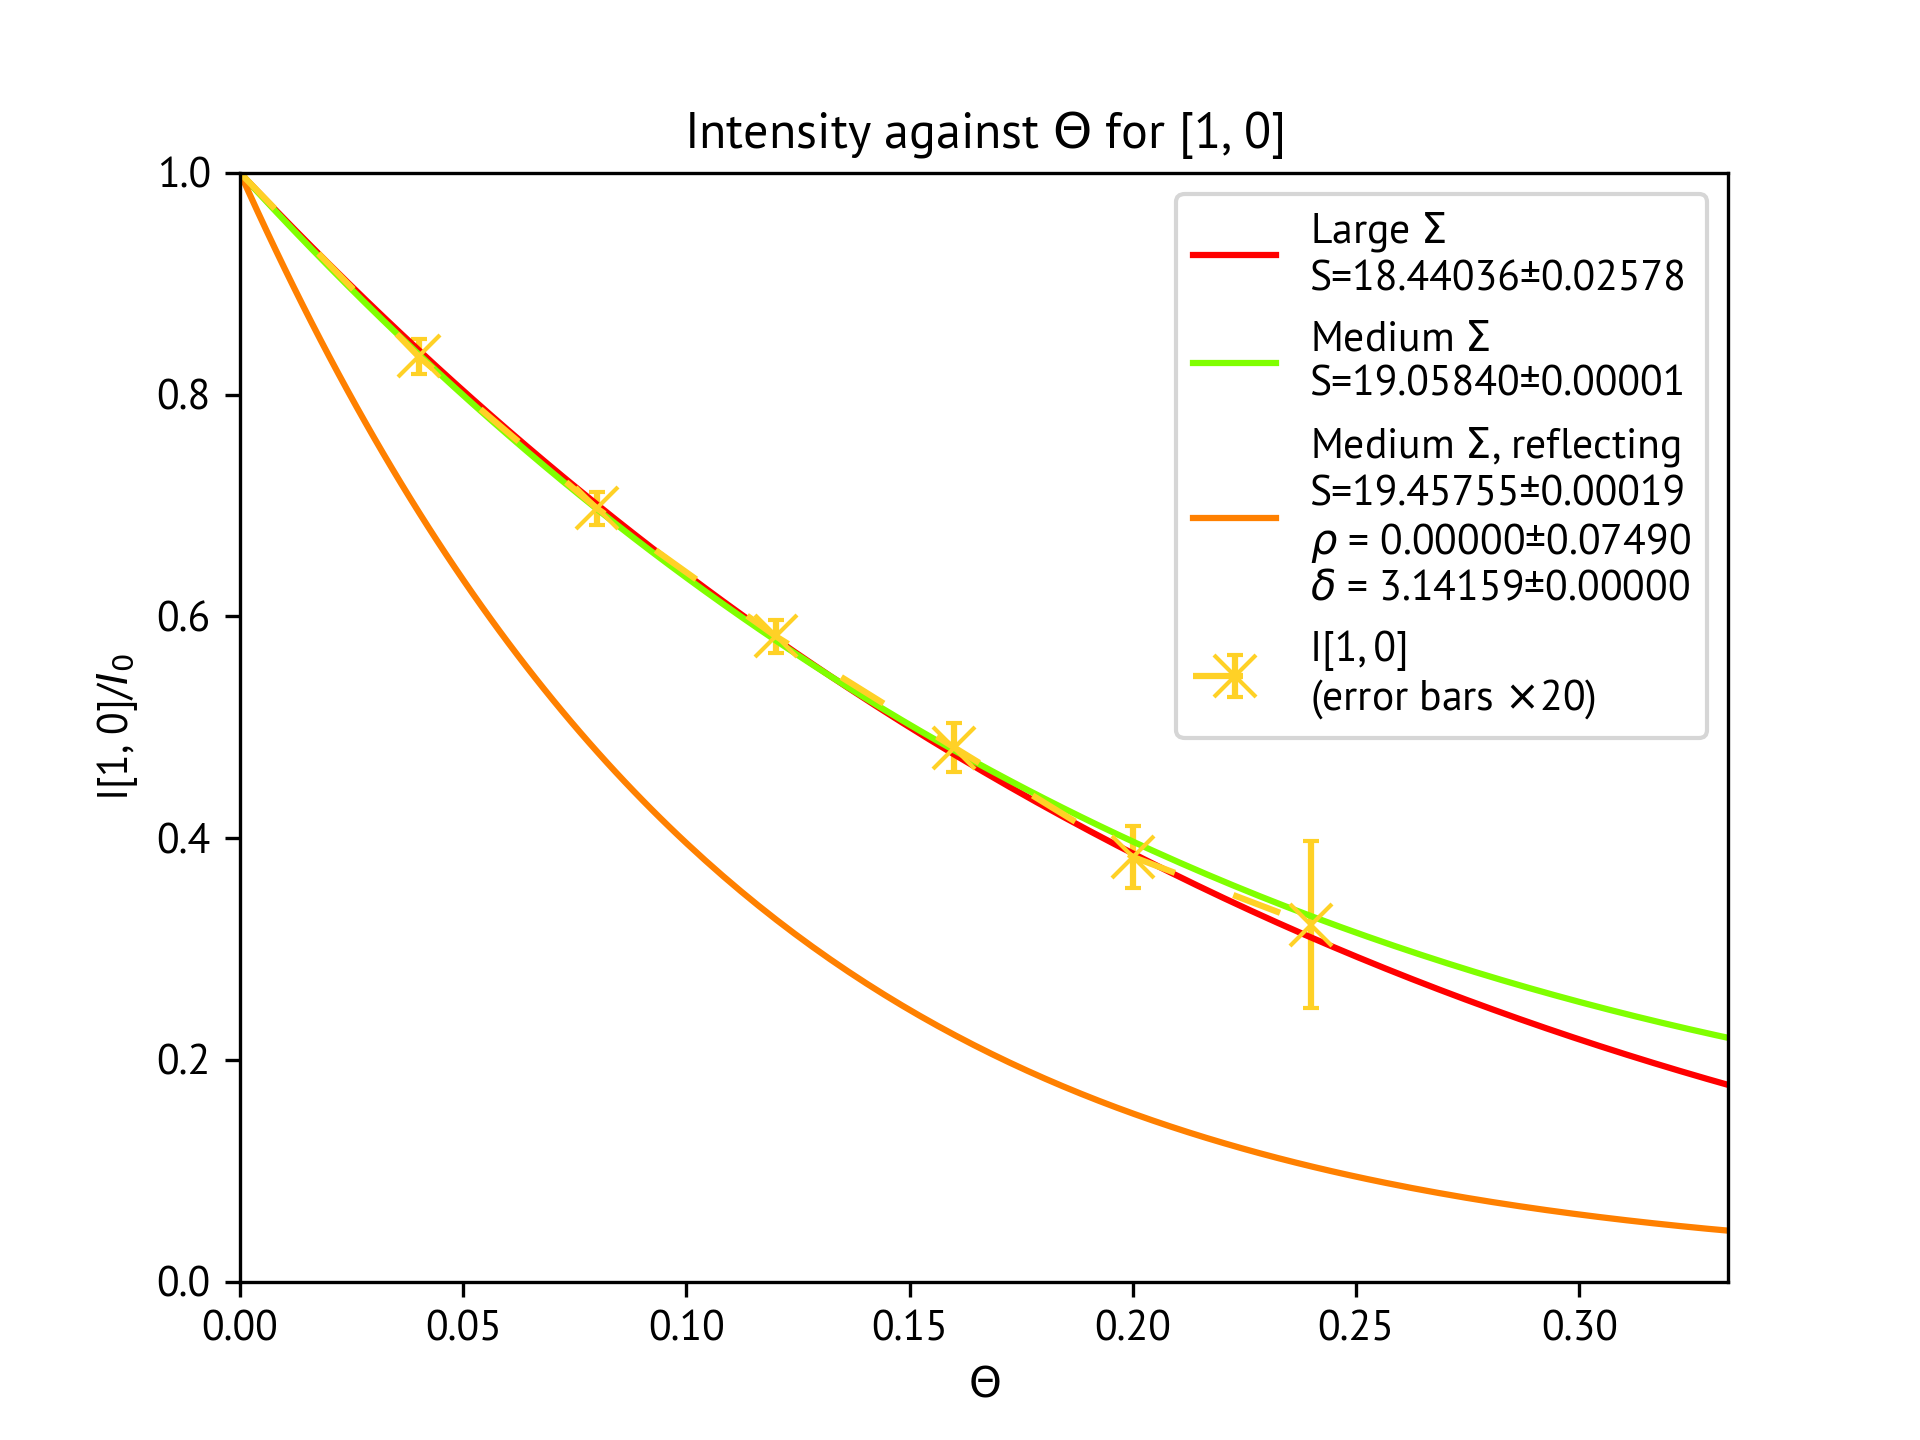 Intensity against Θ for [1, 0]
I[1, 0]/I₀
1.0
0.8
0.6
0.4
0.2
0.0
Large Σ
S=18.44036±0.02578
Medium Σ
S=19.05840±0.00001
Medium Σ, reflecting
S=19.45755±0.00019
ρ = 0.00000±0.07490
δ = 3.14159±0.00000
I[1, 0]
(error bars ×20)
0.00 0.05 0.10 0.15 0.20 0.25 0.30
Θ